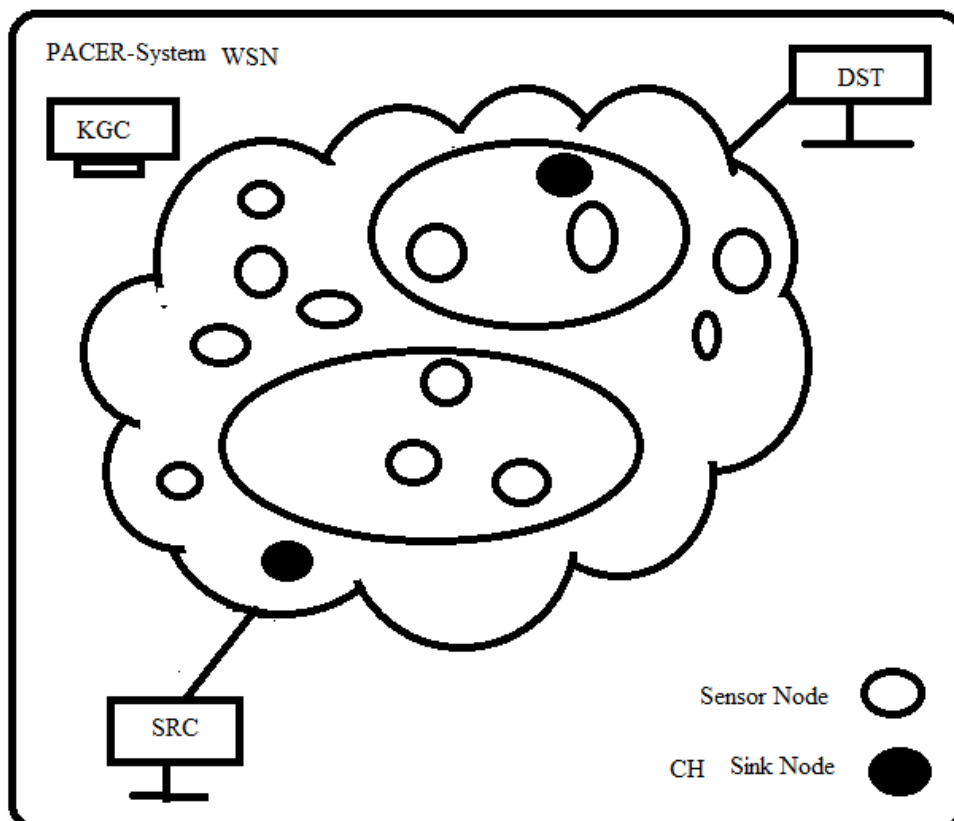 PACER-System WSN
KGC
DST
SRC
Sensor Node
CH Sink Node